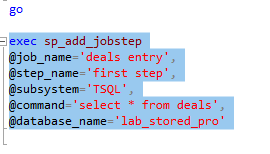 go
exec sp_add_jobstep
@job_name='deals entry',
@step_name='first step',
@subsystem='TSQL',
@command='select * from deals',
@database_name='lab_stored_pro'